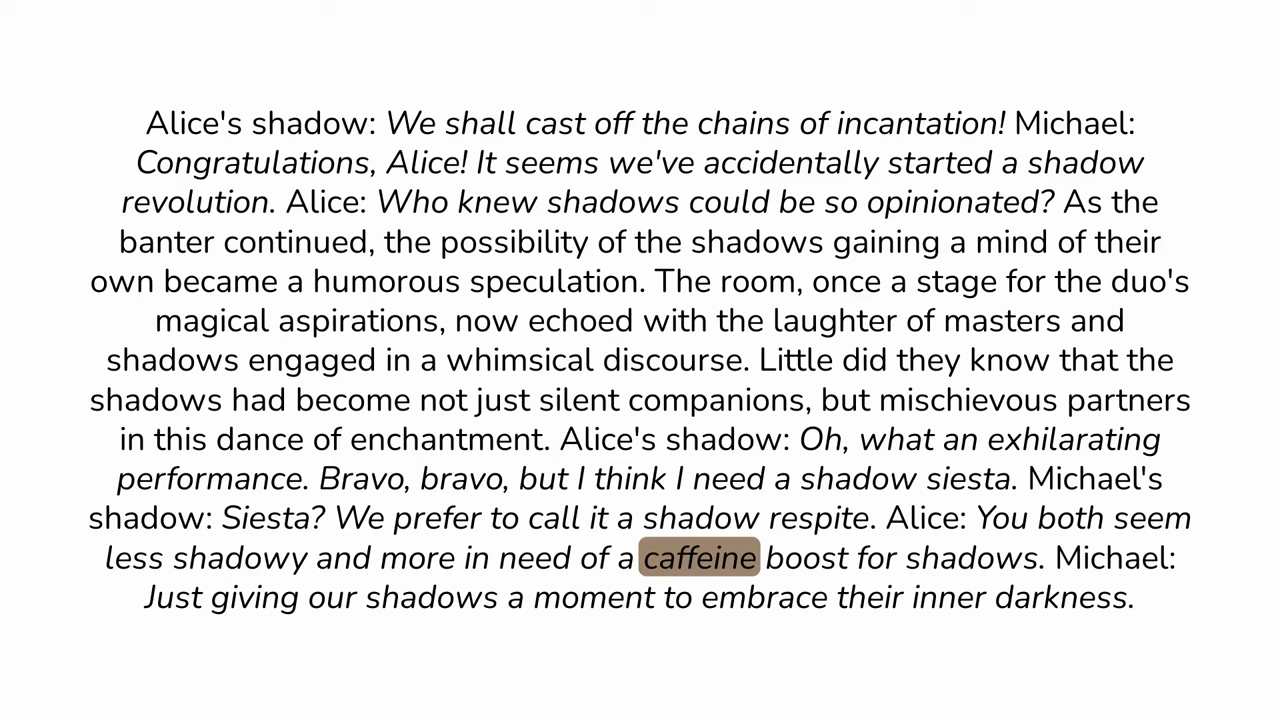 Alice's shadow: We shall cast off the chains of incantation! Michael:
Congratulations, Alice! It seems we've accidentally started a shadow
revolution. Alice: Who knew shadows could be so opinionated? As the
banter continued, the possibility of the shadows gaining a mind of their
own became a humorous speculation. The room, once a stage for the duo's
magical aspirations, now echoed with the laughter of masters and
shadows engaged in a whimsical discourse. Little did they know that the
shadows had become not just silent companions, but mischievous partners
in this dance of enchantment. Alice's shadow: Oh, what an exhilarating
performance. Bravo, bravo, but I think I need a shadow siesta. Michael's
shadow: Siesta? We prefer to call it a shadow respite. Alice: You both seem
less shadowy and more in need of a caffeine boost for shadows. Michael:
Just giving our shadows a moment to embrace their inner darkness.